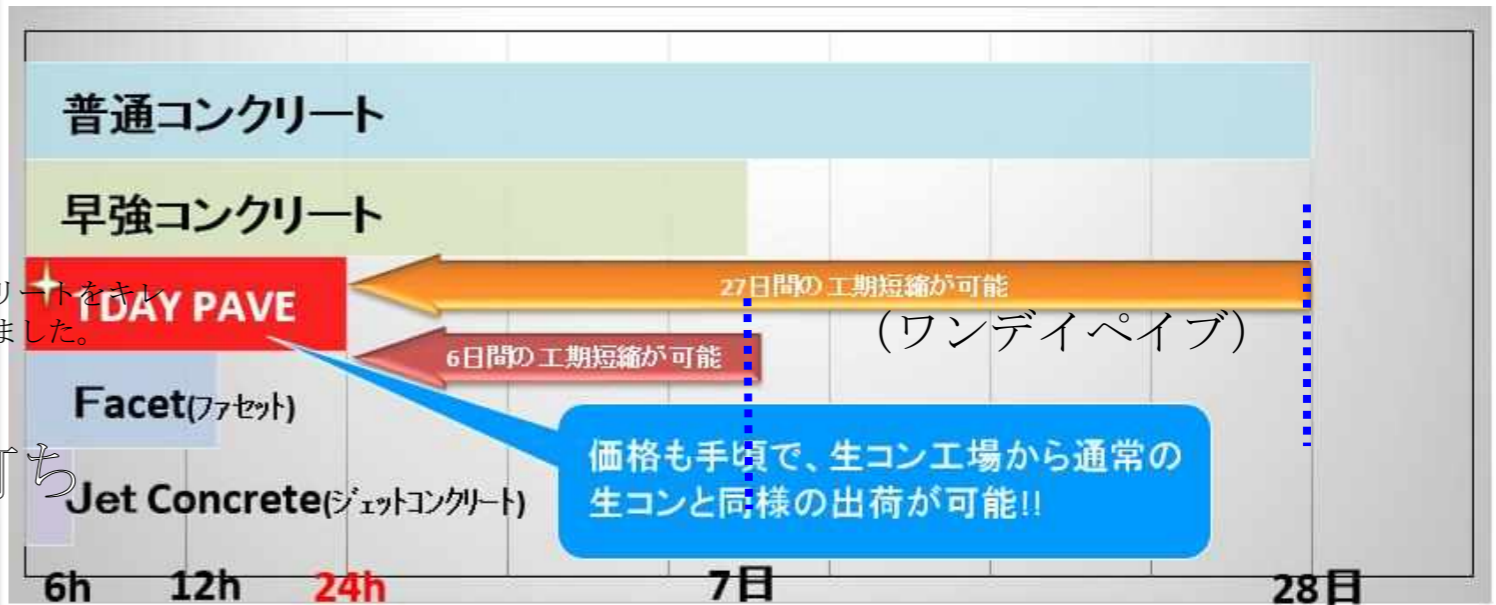 普通コンクリート
早強コンクリート
27日間の工期短縮が可能
リートをキレ
1DAY PAVE
ました。
(ワンデイペイブ)
6日間の工期短縮が可能
Facet(ファセット)
価格も手頃で、生コン工場から通常の
生コンと同様の出荷が可能!!
打ち
Jet Concrete(ジェットコンクリート)
6h 12h 24h 7日 28日